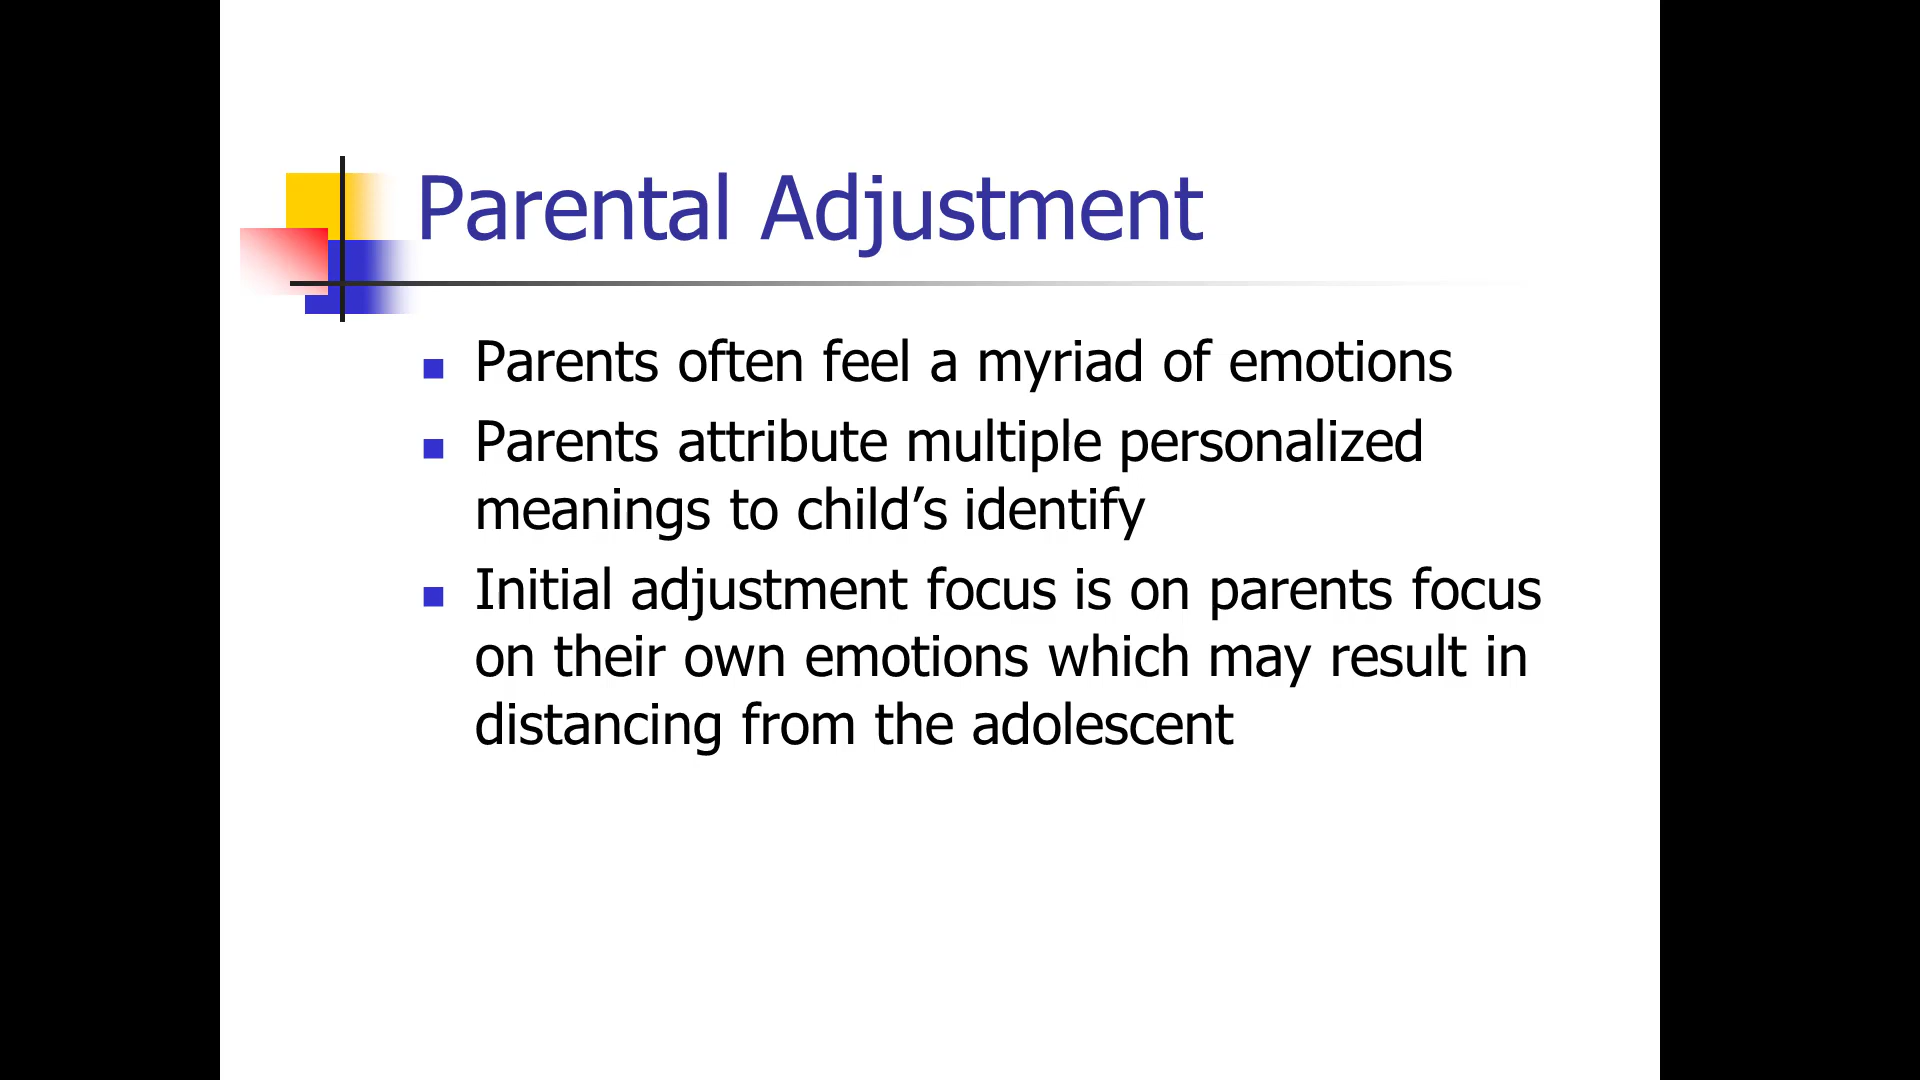 Parental Adjustment
Parents often feel a myriad of emotions
Parents attribute multiple personalized
meanings to child’s identify
Initial adjustment focus is on parents focus
on their own emotions which may result in
distancing from the adolescent